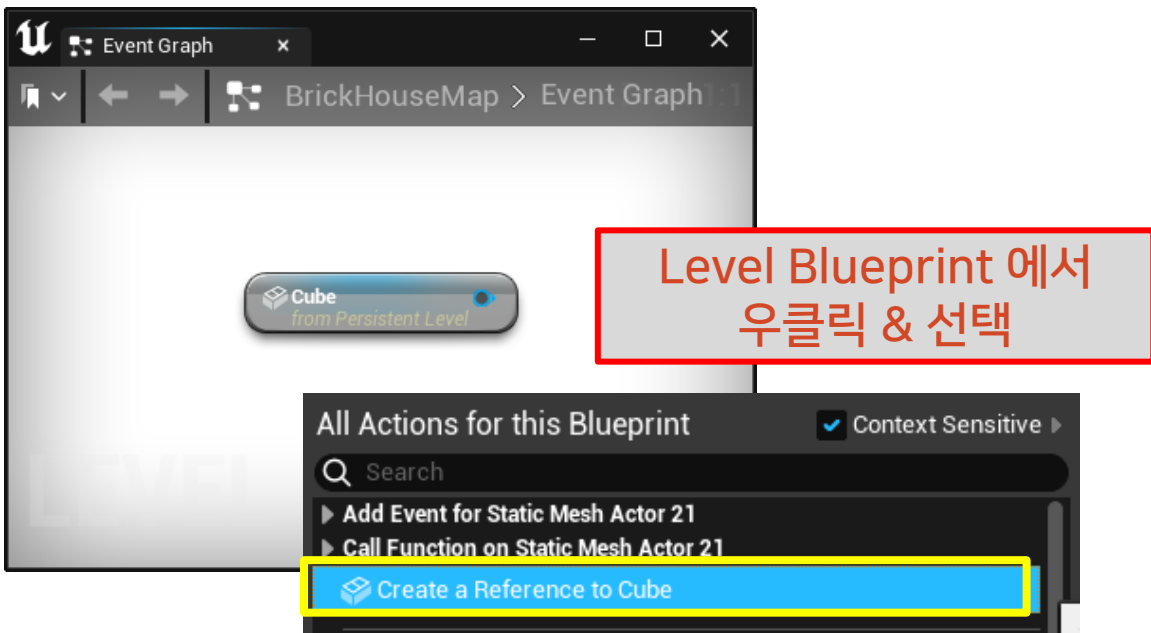 Event Graph
BrickHouseMap > Event Graph
Cube
from Persistent Level
Level Blueprint 에서
우클릭 & 선택
LEVEL
All Actions for this Blueprint
Context Sensitive
Search
Add Event for Static Mesh Actor 21
Call Function on Static Mesh Actor 21
Create a Reference to Cube